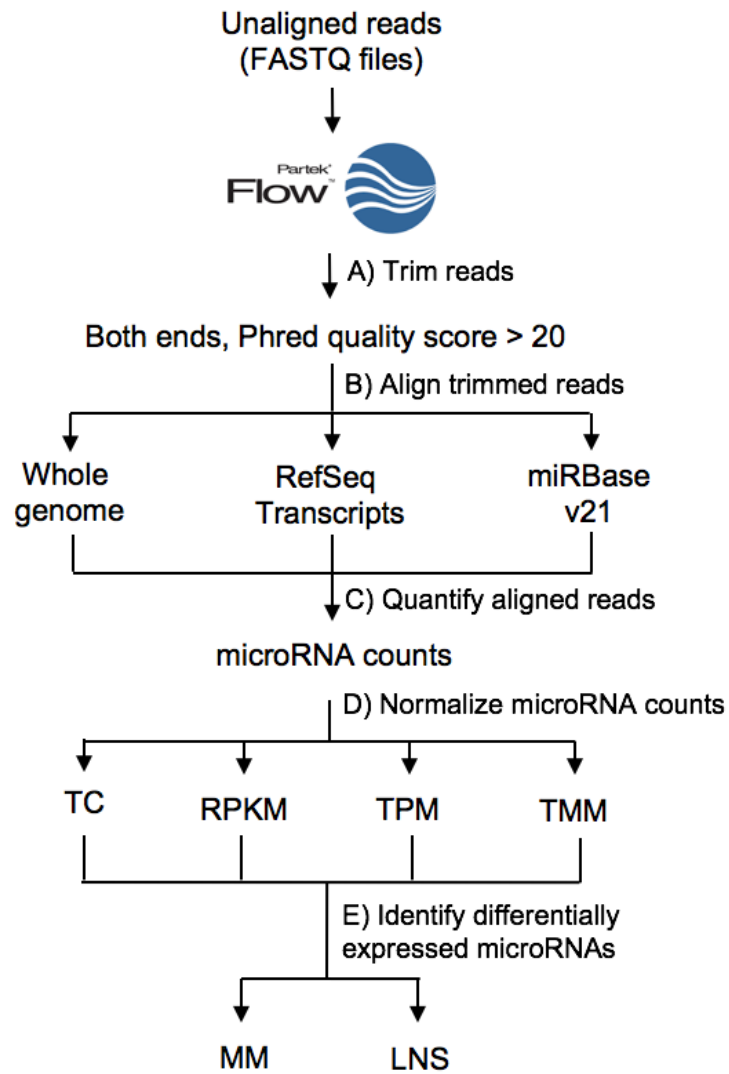 Unaligned reads
(FASTQ files)
Partek®
Flow™
A) Trim reads
Both ends, Phred quality score > 20
B) Align trimmed reads
Whole
genome
RefSeq
Transcripts
miRBase
v21
C) Quantify aligned reads
microRNA counts
D) Normalize microRNA counts
TC
RPKM
TPM
TMM
E) Identify differentially
expressed microRNAs
MM
LNS